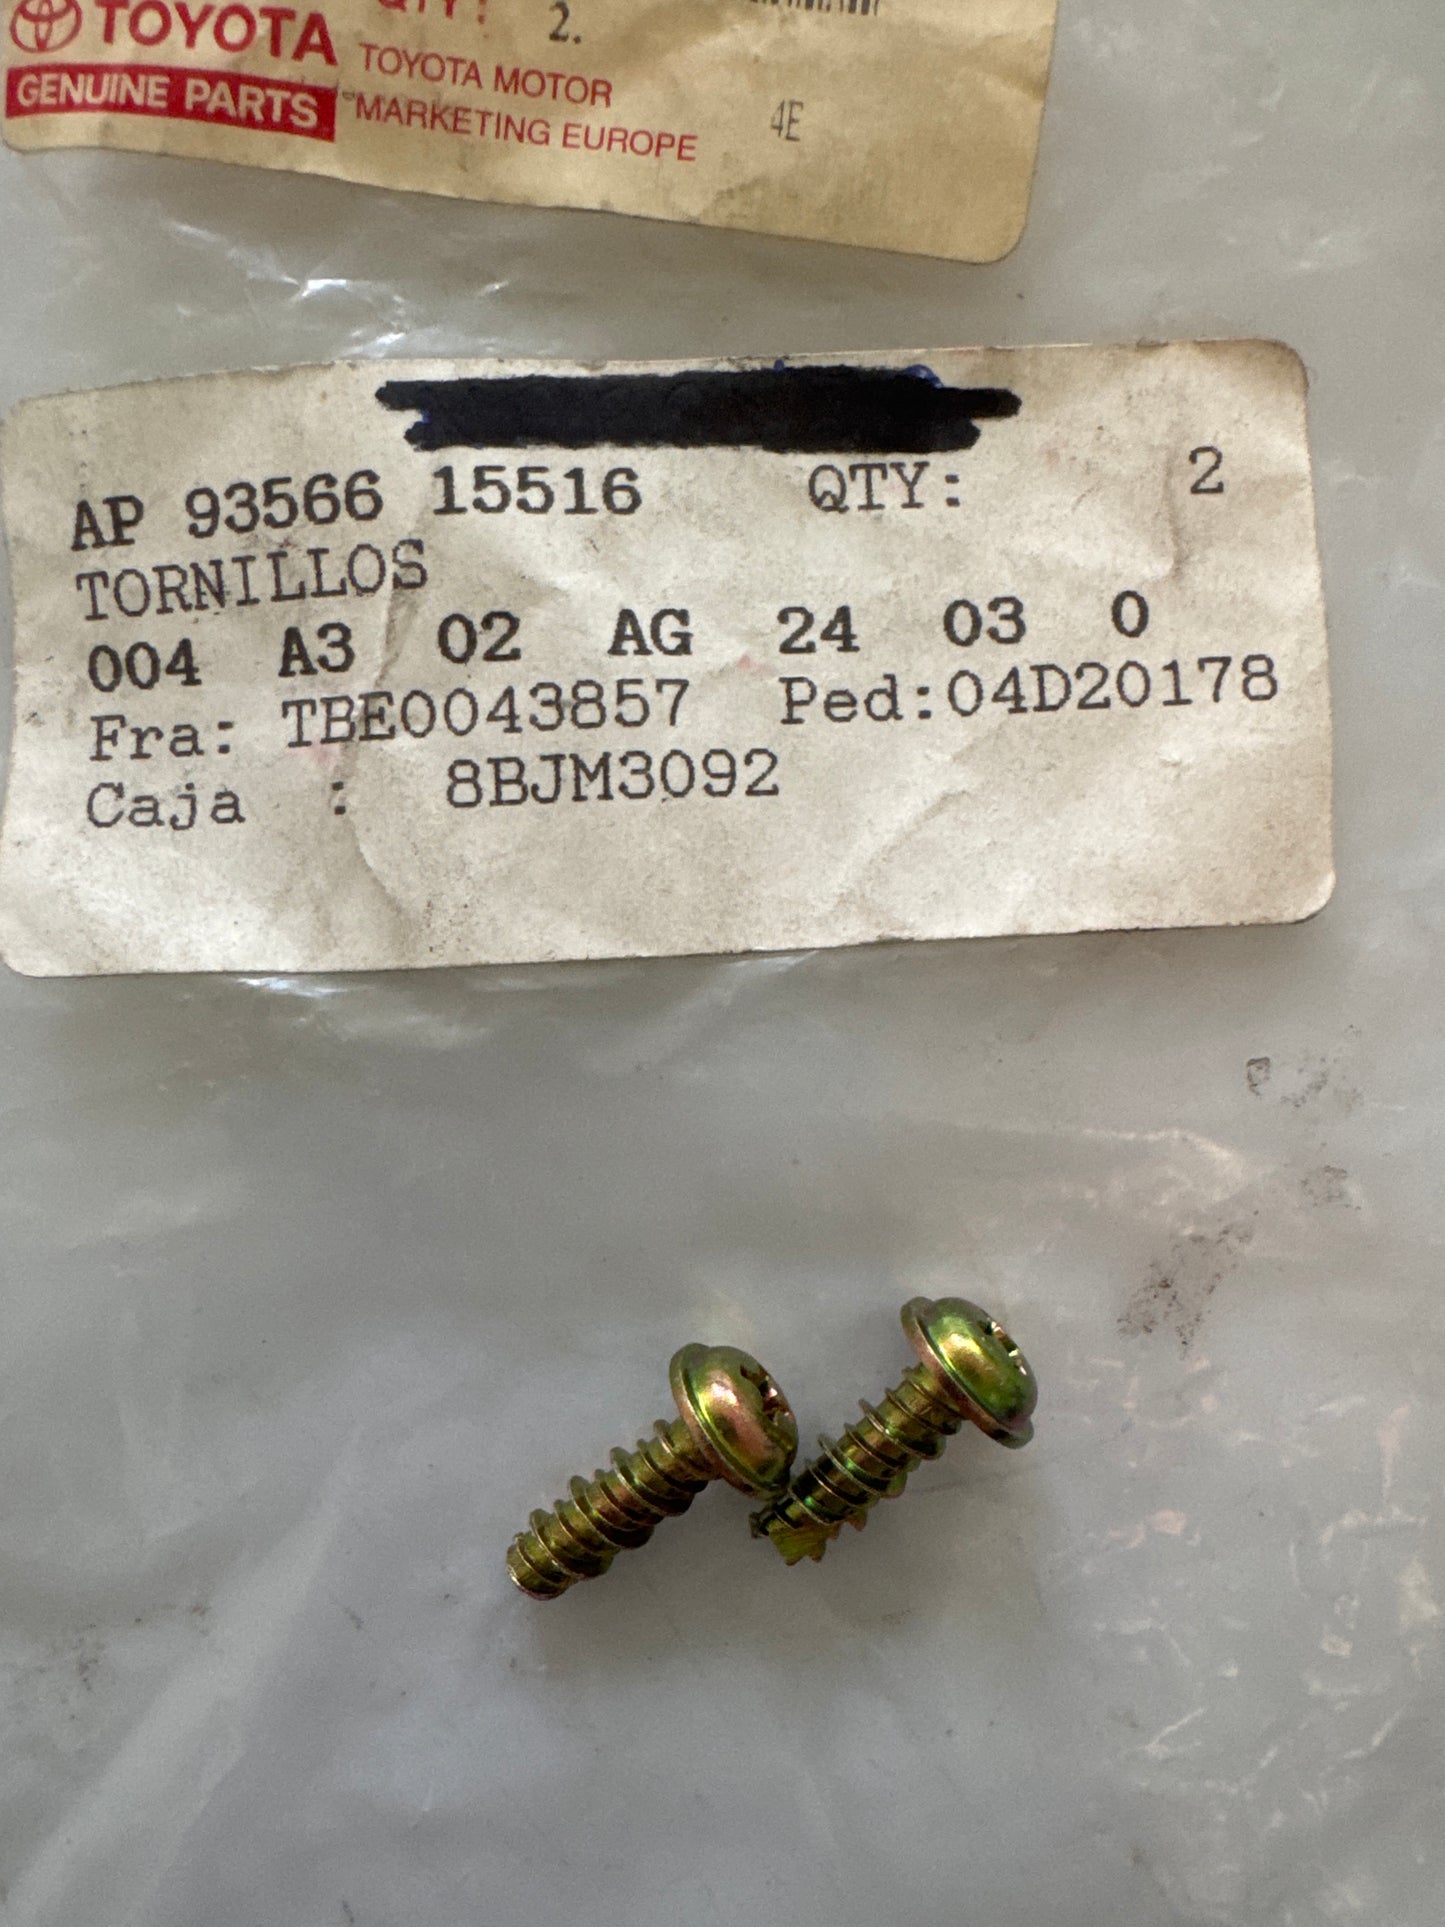 QTY: 2.
TOYOTA
GENUINE PARTS
TOYOTA MOTOR
MARKETING EUROPE
4E
AP 93566 15516 QTY: 2
TORNILLOS
004 A3 02 AG 24 03 0
Fra: TBE0043857 Ped:04D20178
Caja : 8BJM3092